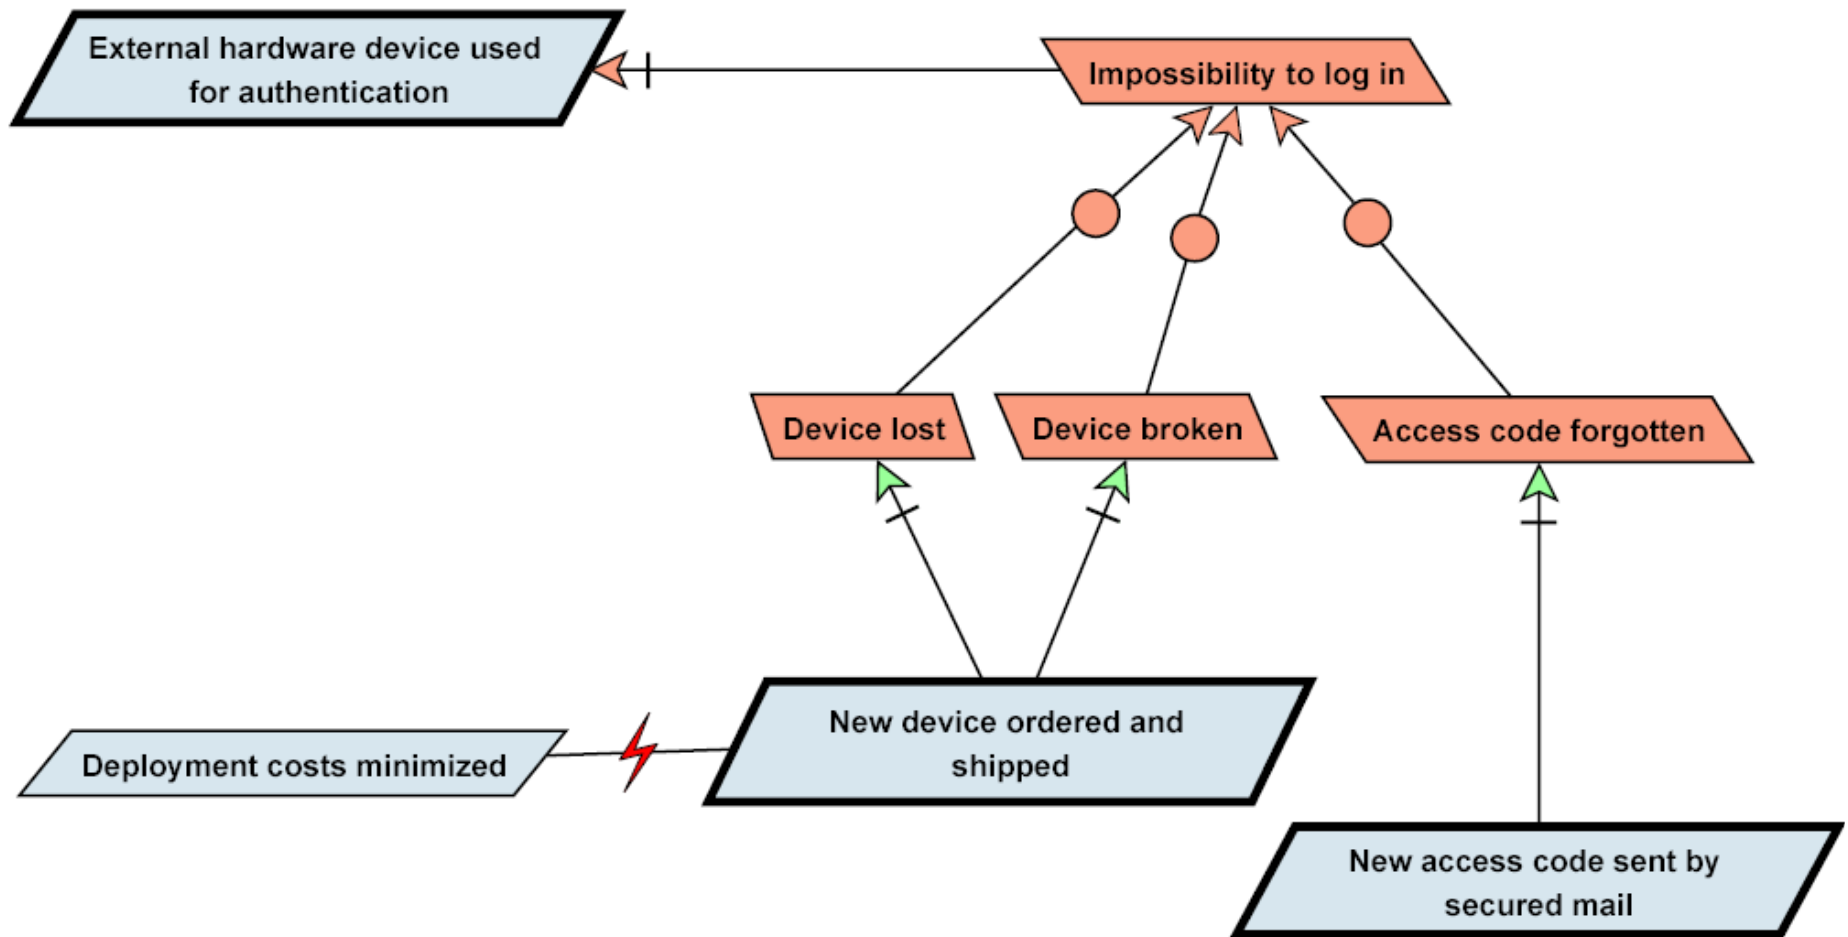 External hardware device used
for authentication
Impossibility to log in
Device lost
Device broken
Access code forgotten
New device ordered and
shipped
Deployment costs minimized
New access code sent by
secured mail